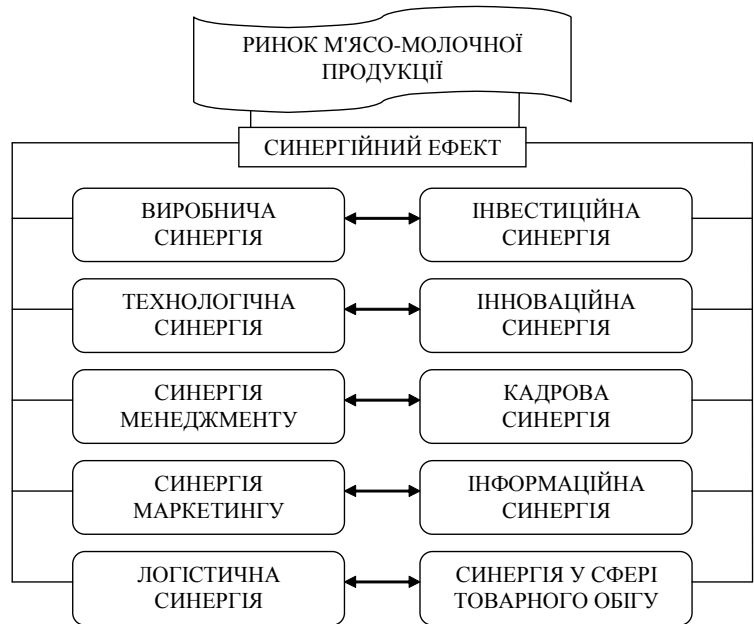 РИНОК М'ЯСО-МОЛОЧНОЇ
ПРОДУКЦІЇ
СИНЕРГІЙНИЙ ЕФЕКТ
ВИРОБНИЧА
СИНЕРГІЯ
ІНВЕСТИЦІЙНА
СИНЕРГІЯ
ТЕХНОЛОГІЧНА
СИНЕРГІЯ
ІННОВАЦІЙНА
СИНЕРГІЯ
СИНЕРГІЯ
МЕНЕДЖМЕНТУ
КАДРОВА
СИНЕРГІЯ
СИНЕРГІЯ
МАРКЕТИНГУ
ІНФОРМАЦІЙНА
СИНЕРГІЯ
ЛОГІСТИЧНА
СИНЕРГІЯ
СИНЕРГІЯ У СФЕРІ
ТОВАРНОГО ОБІГУ